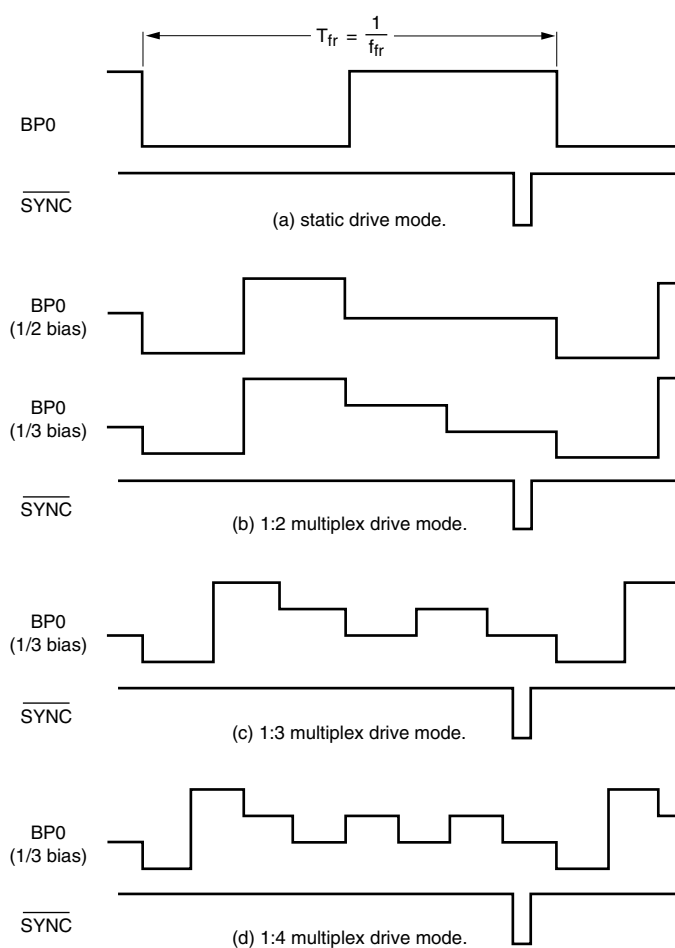 T_fr = 1/f_fr
BP0
SYNC
(a) static drive mode.
BP0
(1/2 bias)
BP0
(1/3 bias)
SYNC
(b) 1:2 multiplex drive mode.
BP0
(1/3 bias)
SYNC
(c) 1:3 multiplex drive mode.
BP0
(1/3 bias)
SYNC
(d) 1:4 multiplex drive mode.